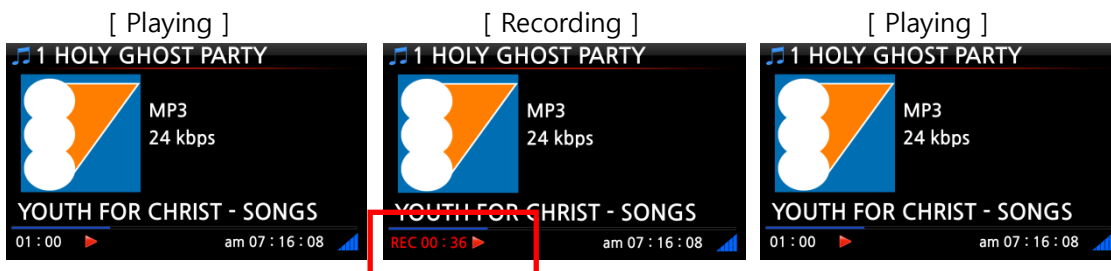 [ Playing ]
1 HOLY GHOST PARTY
MP3
24 kbps
YOUTH FOR CHRIST - SONGS
01 : 00 am 07 : 16 : 08
[ Recording ]
1 HOLY GHOST PARTY
MP3
24 kbps
YOUTH FOR CHRIST - SONGS
REC 00 : 36 am 07 : 16 : 08
[ Playing ]
1 HOLY GHOST PARTY
MP3
24 kbps
YOUTH FOR CHRIST - SONGS
01 : 00 am 07 : 16 : 08